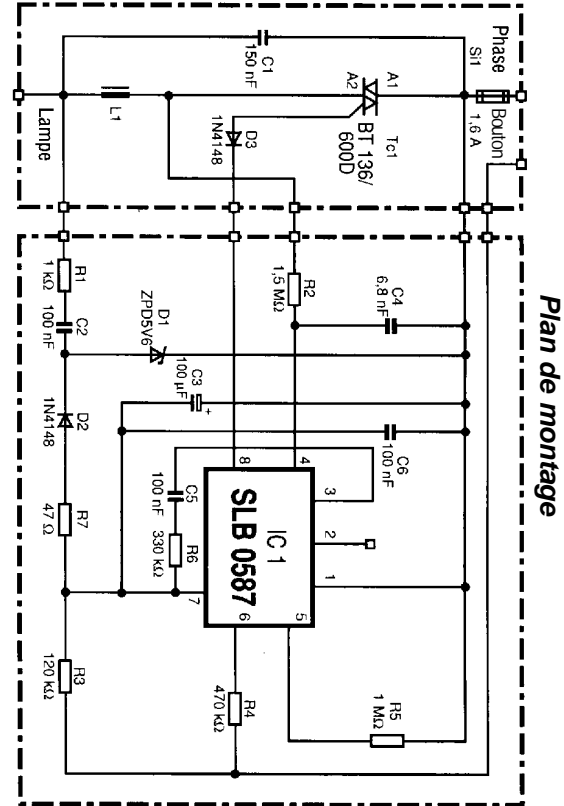 Plan de montage
Phase
Si1
Bouton
1,6 A
C1
150 nF
A1
A2
Tc1
BT 136/
600D
L1
Lampe
D3
1N4148
R1
1 kΩ
C2
100 nF
D1
ZPD5V6
R2
1,5 MΩ
C4
6,8 nF
C3
100 µF
+
C6
100 nF
D2
1N4148
R7
47 Ω
C5
100 nF
R6
330 kΩ
8
4
3
2
1
7
6
5
IC 1
SLB 0587
R3
120 kΩ
R4
470 kΩ
R5
1 MΩ